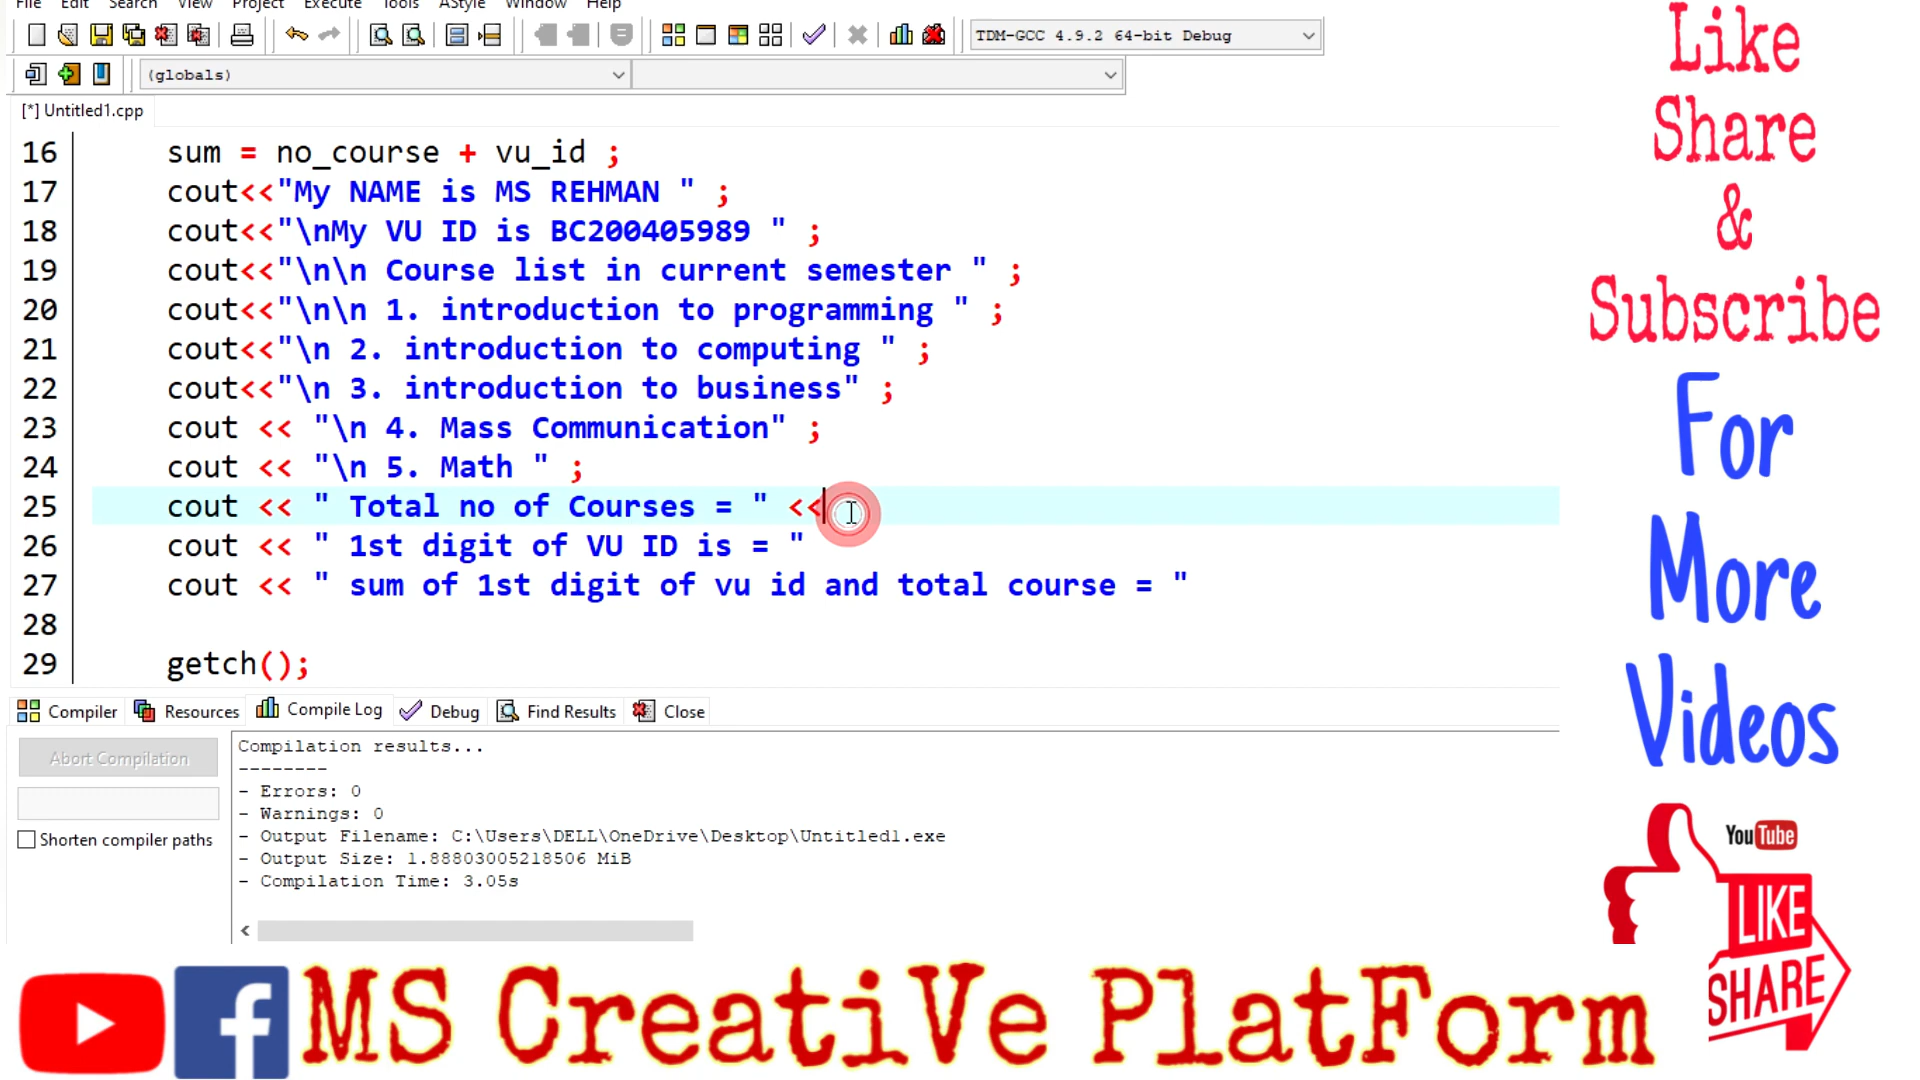 File Edit Search View Project Execute Tools AStyle Window Help
TDM-GCC 4.9.2 64-bit Debug
(globals)
[*] Untitled1.cpp
16 sum = no_course + vu_id ;
17 cout<<"My NAME is MS REHMAN " ;
18 cout<<"\nMy VU ID is BC200405989 " ;
19 cout<<"\n\n Course list in current semester " ;
20 cout<<"\n\n 1. introduction to programming " ;
21 cout<<"\n 2. introduction to computing " ;
22 cout<<"\n 3. introduction to business" ;
23 cout << "\n 4. Mass Communication" ;
24 cout << "\n 5. Math " ;
25 cout << " Total no of Courses = " <<
26 cout << " 1st digit of VU ID is = "
27 cout << " sum of 1st digit of vu id and total course = "
28
29 getch();
Compiler Resources Compile Log Debug Find Results Close
Abort Compilation
Shorten compiler paths
Compilation results...
--------
- Errors: 0
- Warnings: 0
- Output Filename: C:\Users\DELL\OneDrive\Desktop\Untitled1.exe
- Output Size: 1.88803005218506 MiB
- Compilation Time: 3.05s
Like
Share
&
Subscribe
For
More
Videos
YouTube
LIKE
SHARE
f MS CreatiVe PlatForm